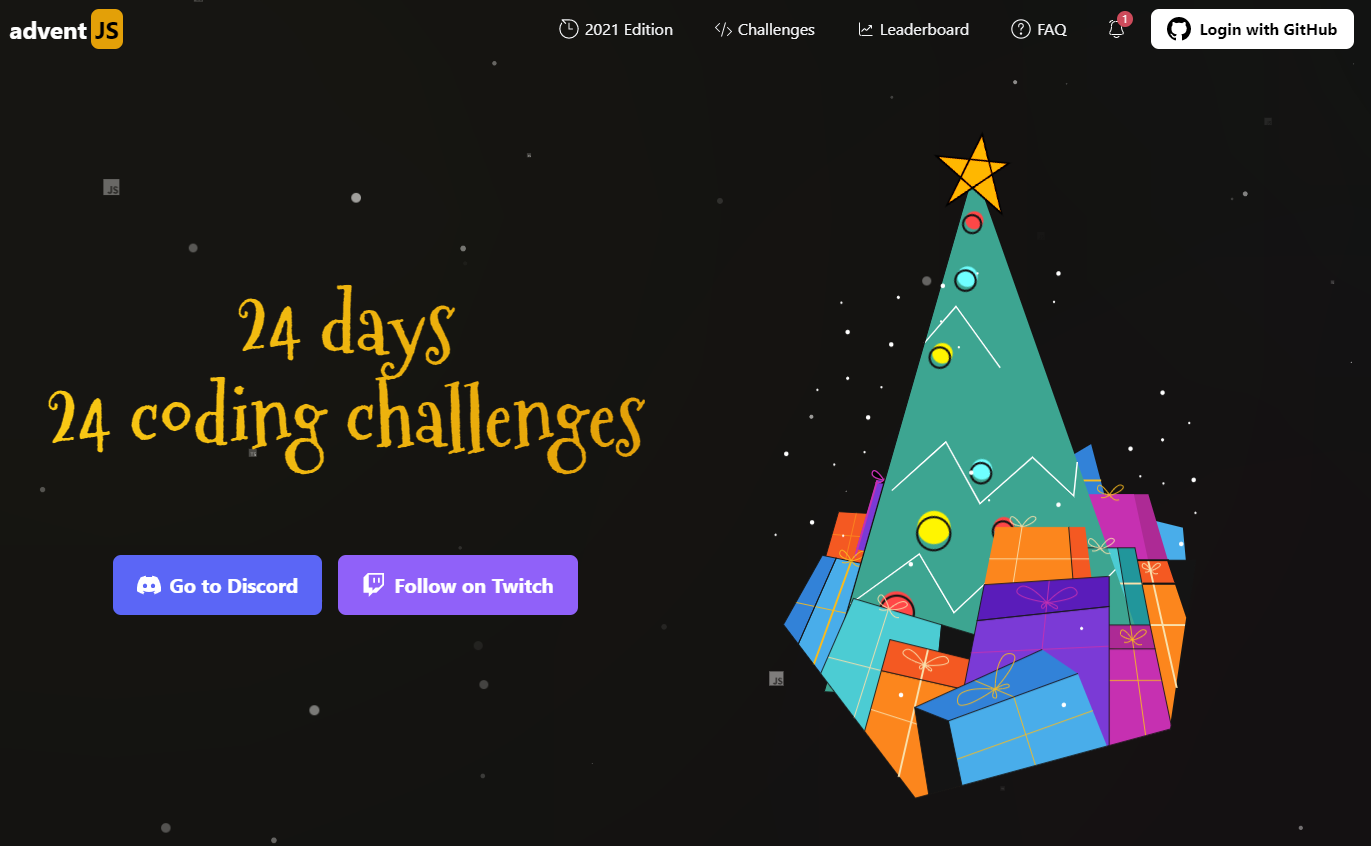 advent JS
2021 Edition
Challenges
Leaderboard
FAQ
1
Login with GitHub
JS
24 days
24 coding challenges
Go to Discord
Follow on Twitch
JS